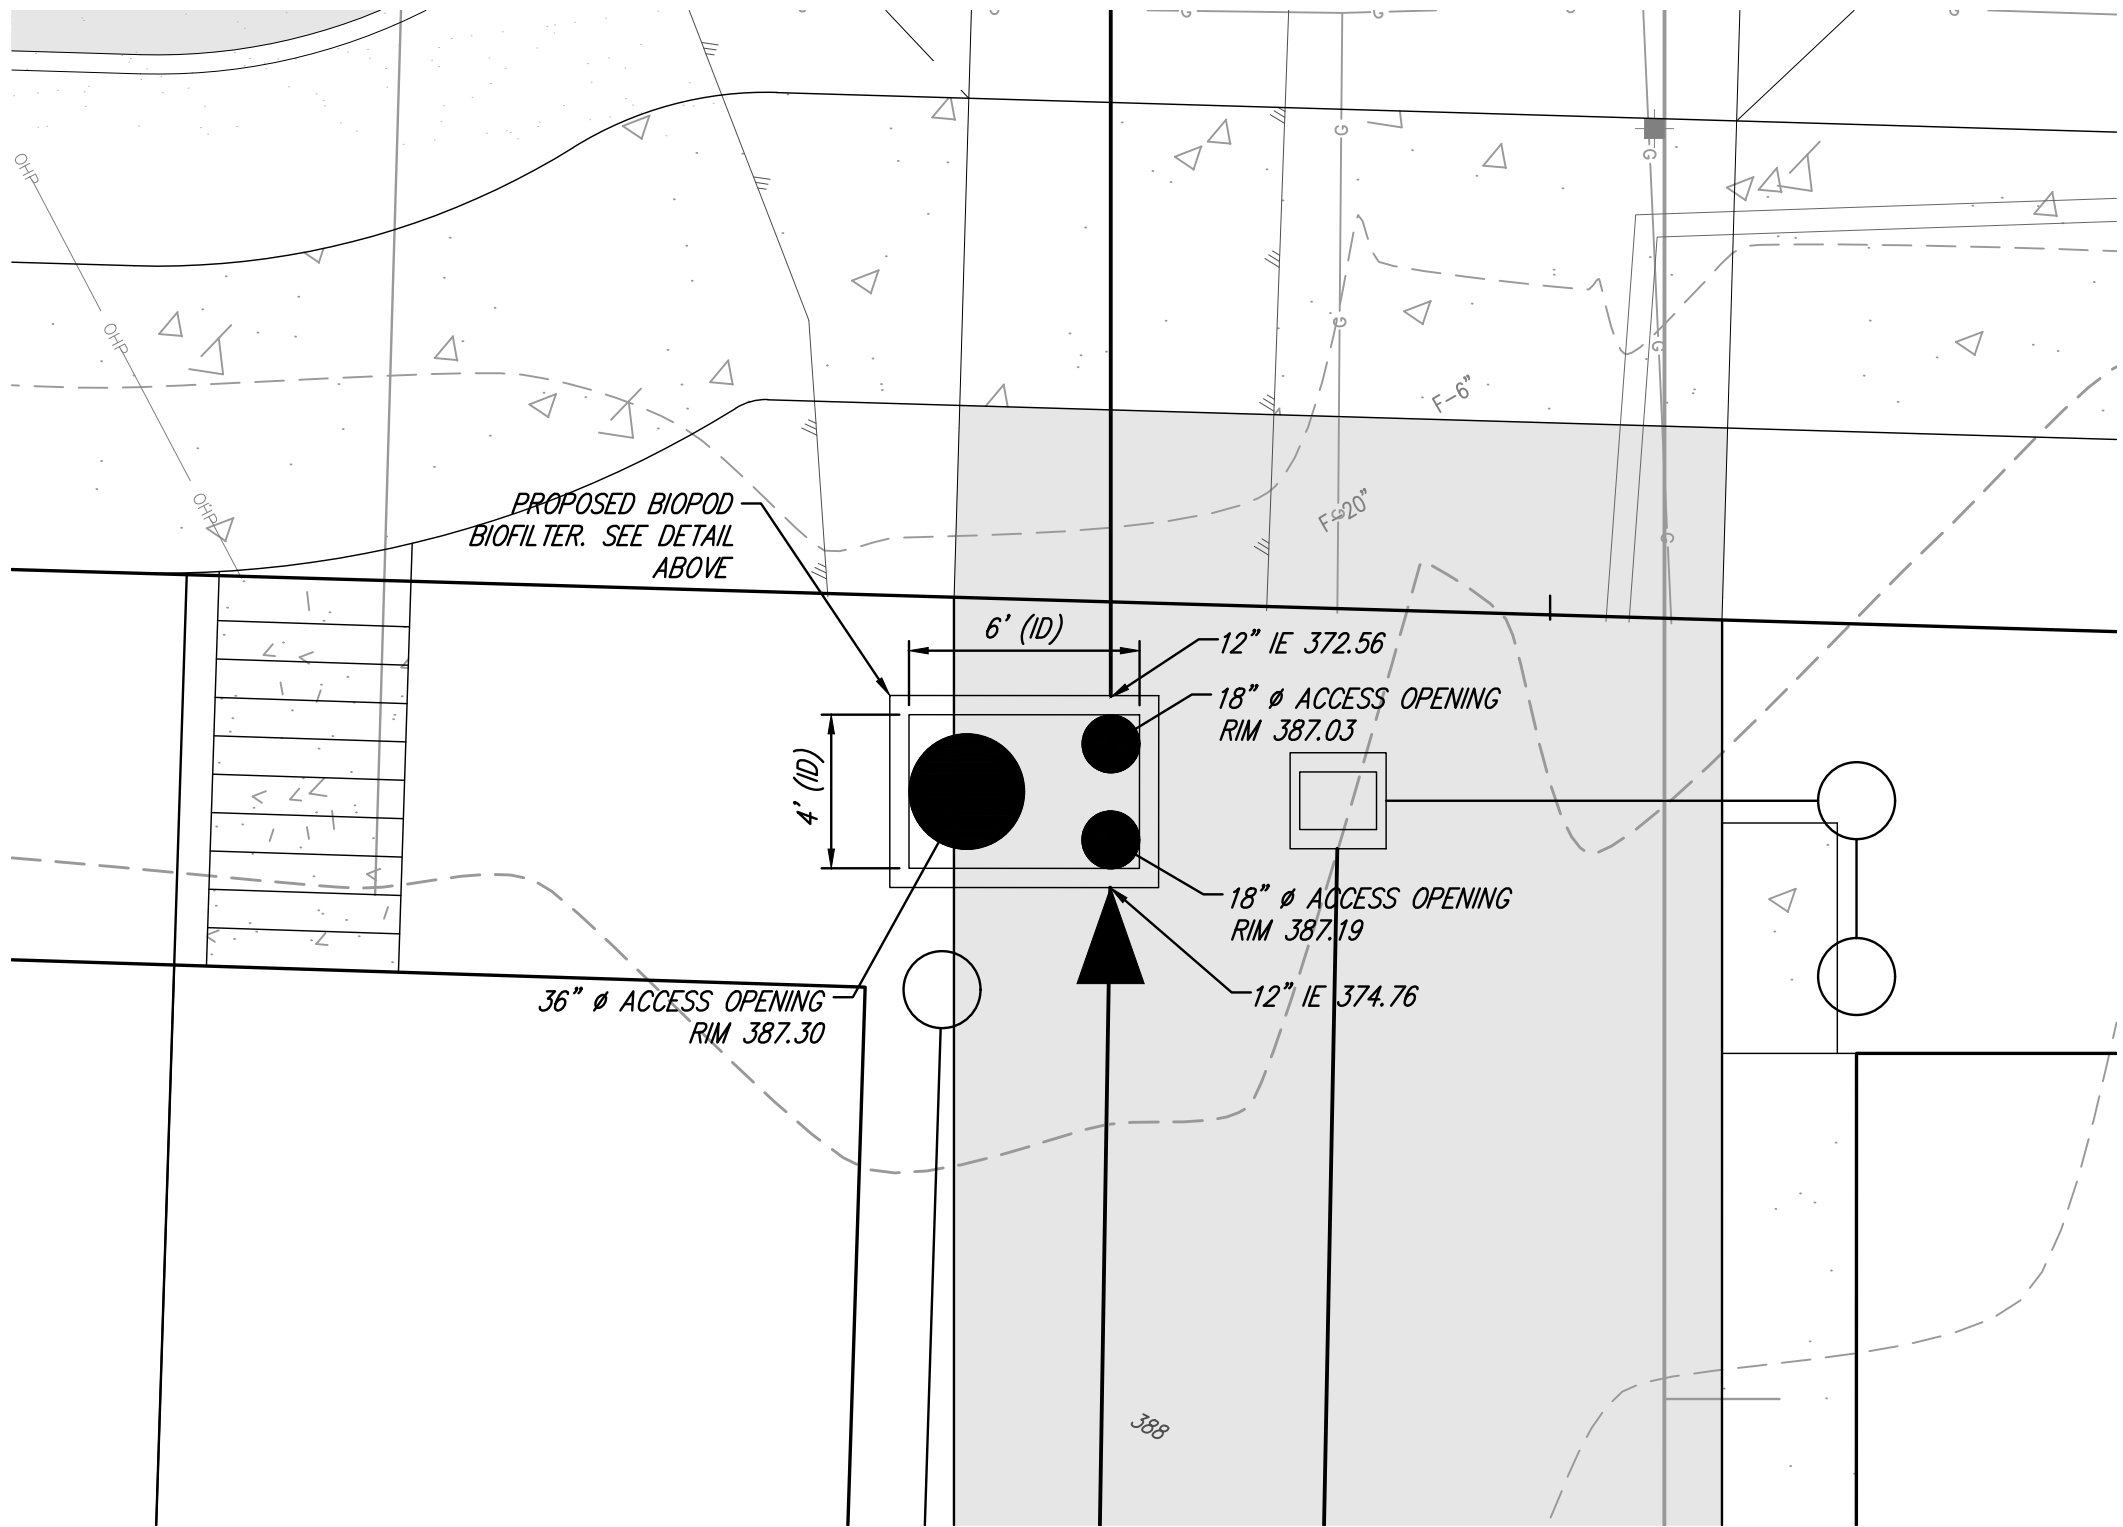 G G G G G G
OHP
G
G
OHP
G
G
F-6"
OHP
F-20"
G
G
PROPOSED BIOPOD
BIOFILTER. SEE DETAIL
ABOVE
6' (ID)
12" IE 372.56
18" ø ACCESS OPENING
RIM 387.03
4' (ID)
18" ø ACCESS OPENING
RIM 387.19
12" IE 374.76
36" ø ACCESS OPENING
RIM 387.30
388